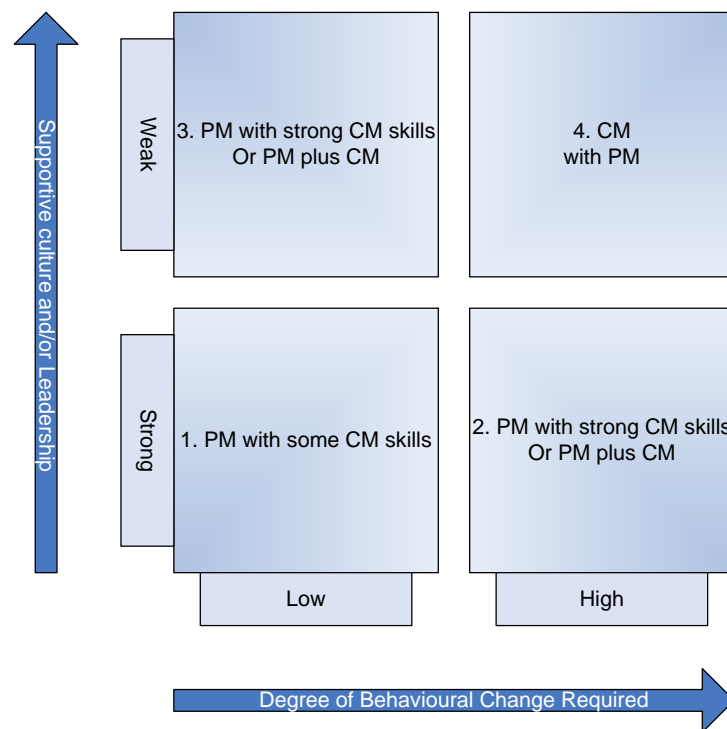 Supportive culture and/or Leadership
Weak
3. PM with strong CM skills
Or PM plus CM
4. CM
with PM
Strong
1. PM with some CM skills
2. PM with strong CM skills
Or PM plus CM
Low
High
Degree of Behavioural Change Required